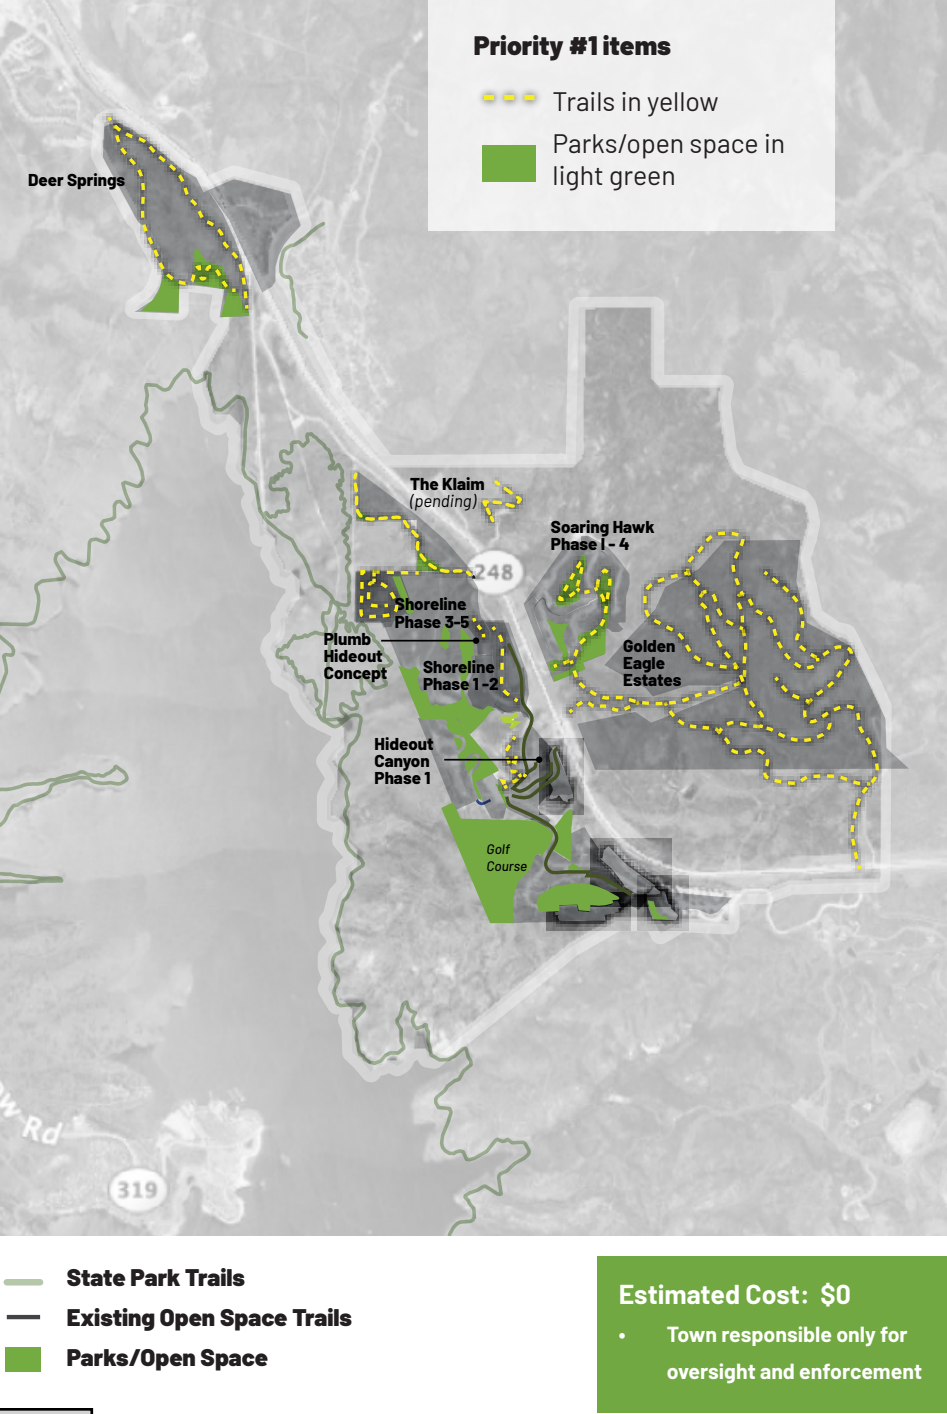 Priority #1 items
Trails in yellow
Parks/open space in
light green
Deer Springs
The Klaim
(pending)
Soaring Hawk
Phase I - 4
248
Shoreline
Phase 3-5
Plumb
Hideout
Concept
Shoreline
Phase 1 -2
Golden
Eagle
Estates
Hideout
Canyon
Phase 1
Golf
Course
ow Rd
319
State Park Trails
Existing Open Space Trails
Parks/Open Space
Estimated Cost: $0
• Town responsible only for
oversight and enforcement